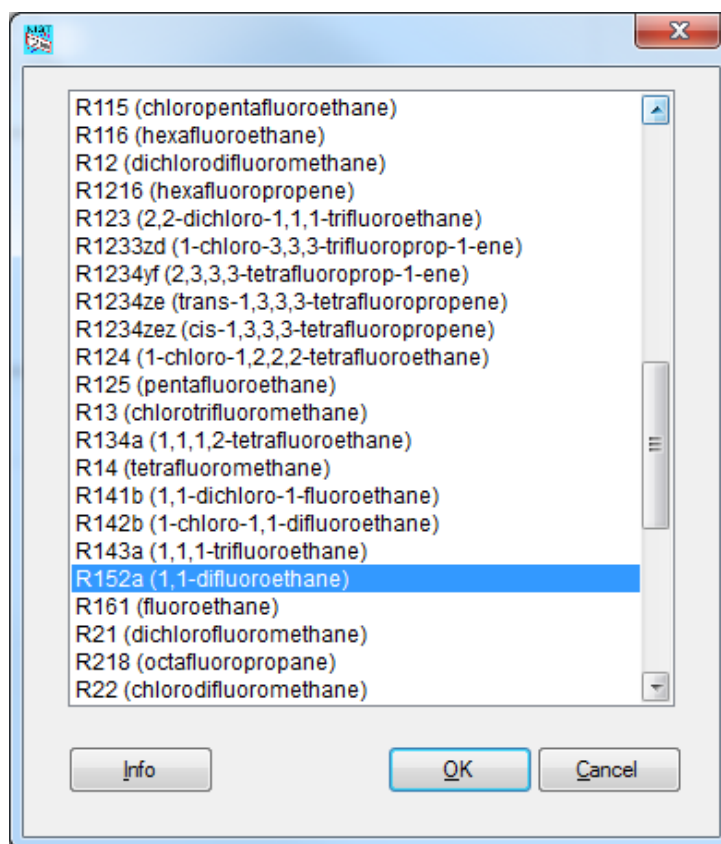 R115 (chloropentafluoroethane)
R116 (hexafluoroethane)
R12 (dichlorodifluoromethane)
R1216 (hexafluoropropene)
R123 (2,2-dichloro-1,1,1-trifluoroethane)
R1233zd (1-chloro-3,3,3-trifluoroprop-1-ene)
R1234yf (2,3,3,3-tetrafluoroprop-1-ene)
R1234ze (trans-1,3,3,3-tetrafluoropropene)
R1234zez (cis-1,3,3,3-tetrafluoropropene)
R124 (1-chloro-1,2,2,2-tetrafluoroethane)
R125 (pentafluoroethane)
R13 (chlorotrifluoromethane)
R134a (1,1,1,2-tetrafluoroethane)
R14 (tetrafluoromethane)
R141b (1,1-dichloro-1-fluoroethane)
R142b (1-chloro-1,1-difluoroethane)
R143a (1,1,1-trifluoroethane)
R152a (1,1-difluoroethane)
R161 (fluoroethane)
R21 (dichlorofluoromethane)
R218 (octafluoropropane)
R22 (chlorodifluoromethane)
Info OK Cancel